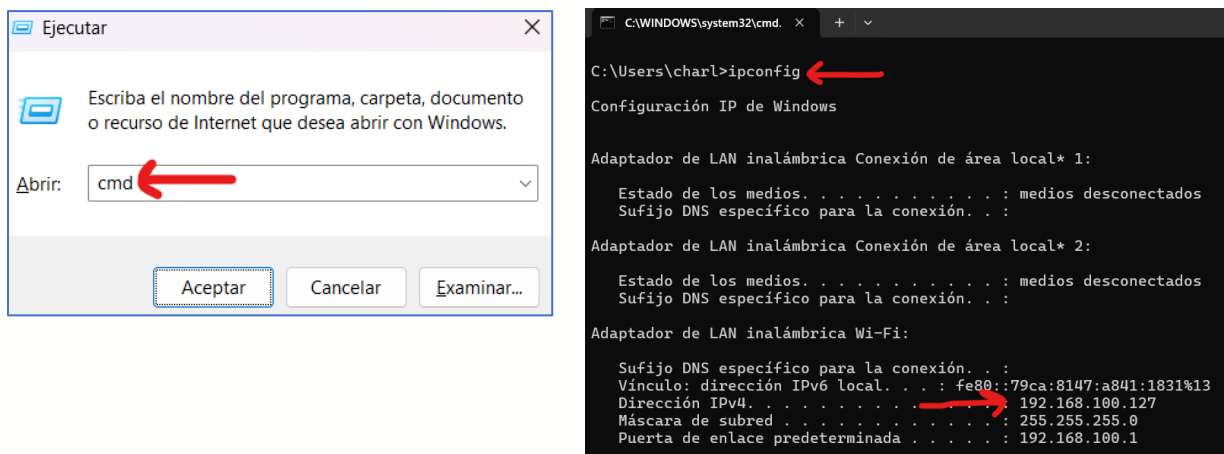 Ejecutar
Escriba el nombre del programa, carpeta, documento
o recurso de Internet que desea abrir con Windows.
Abrir: cmd
Aceptar Cancelar Examinar...
C:\WINDOWS\system32\cmd.
C:\Users\charl>ipconfig
Configuración IP de Windows
Adaptador de LAN inalámbrica Conexión de área local* 1:
Estado de los medios. . . . . . . . . . . : medios desconectados
Sufijo DNS específico para la conexión. . :
Adaptador de LAN inalámbrica Conexión de área local* 2:
Estado de los medios. . . . . . . . . . . : medios desconectados
Sufijo DNS específico para la conexión. . :
Adaptador de LAN inalámbrica Wi-Fi:
Sufijo DNS específico para la conexión. . :
Vínculo: dirección IPv6 local. . . : fe80::79ca:8147:a841:1831%13
Dirección IPv4. . . . . . . . . . . . . . : 192.168.100.127
Máscara de subred . . . . . . . . . . . . : 255.255.255.0
Puerta de enlace predeterminada . . . . . : 192.168.100.1